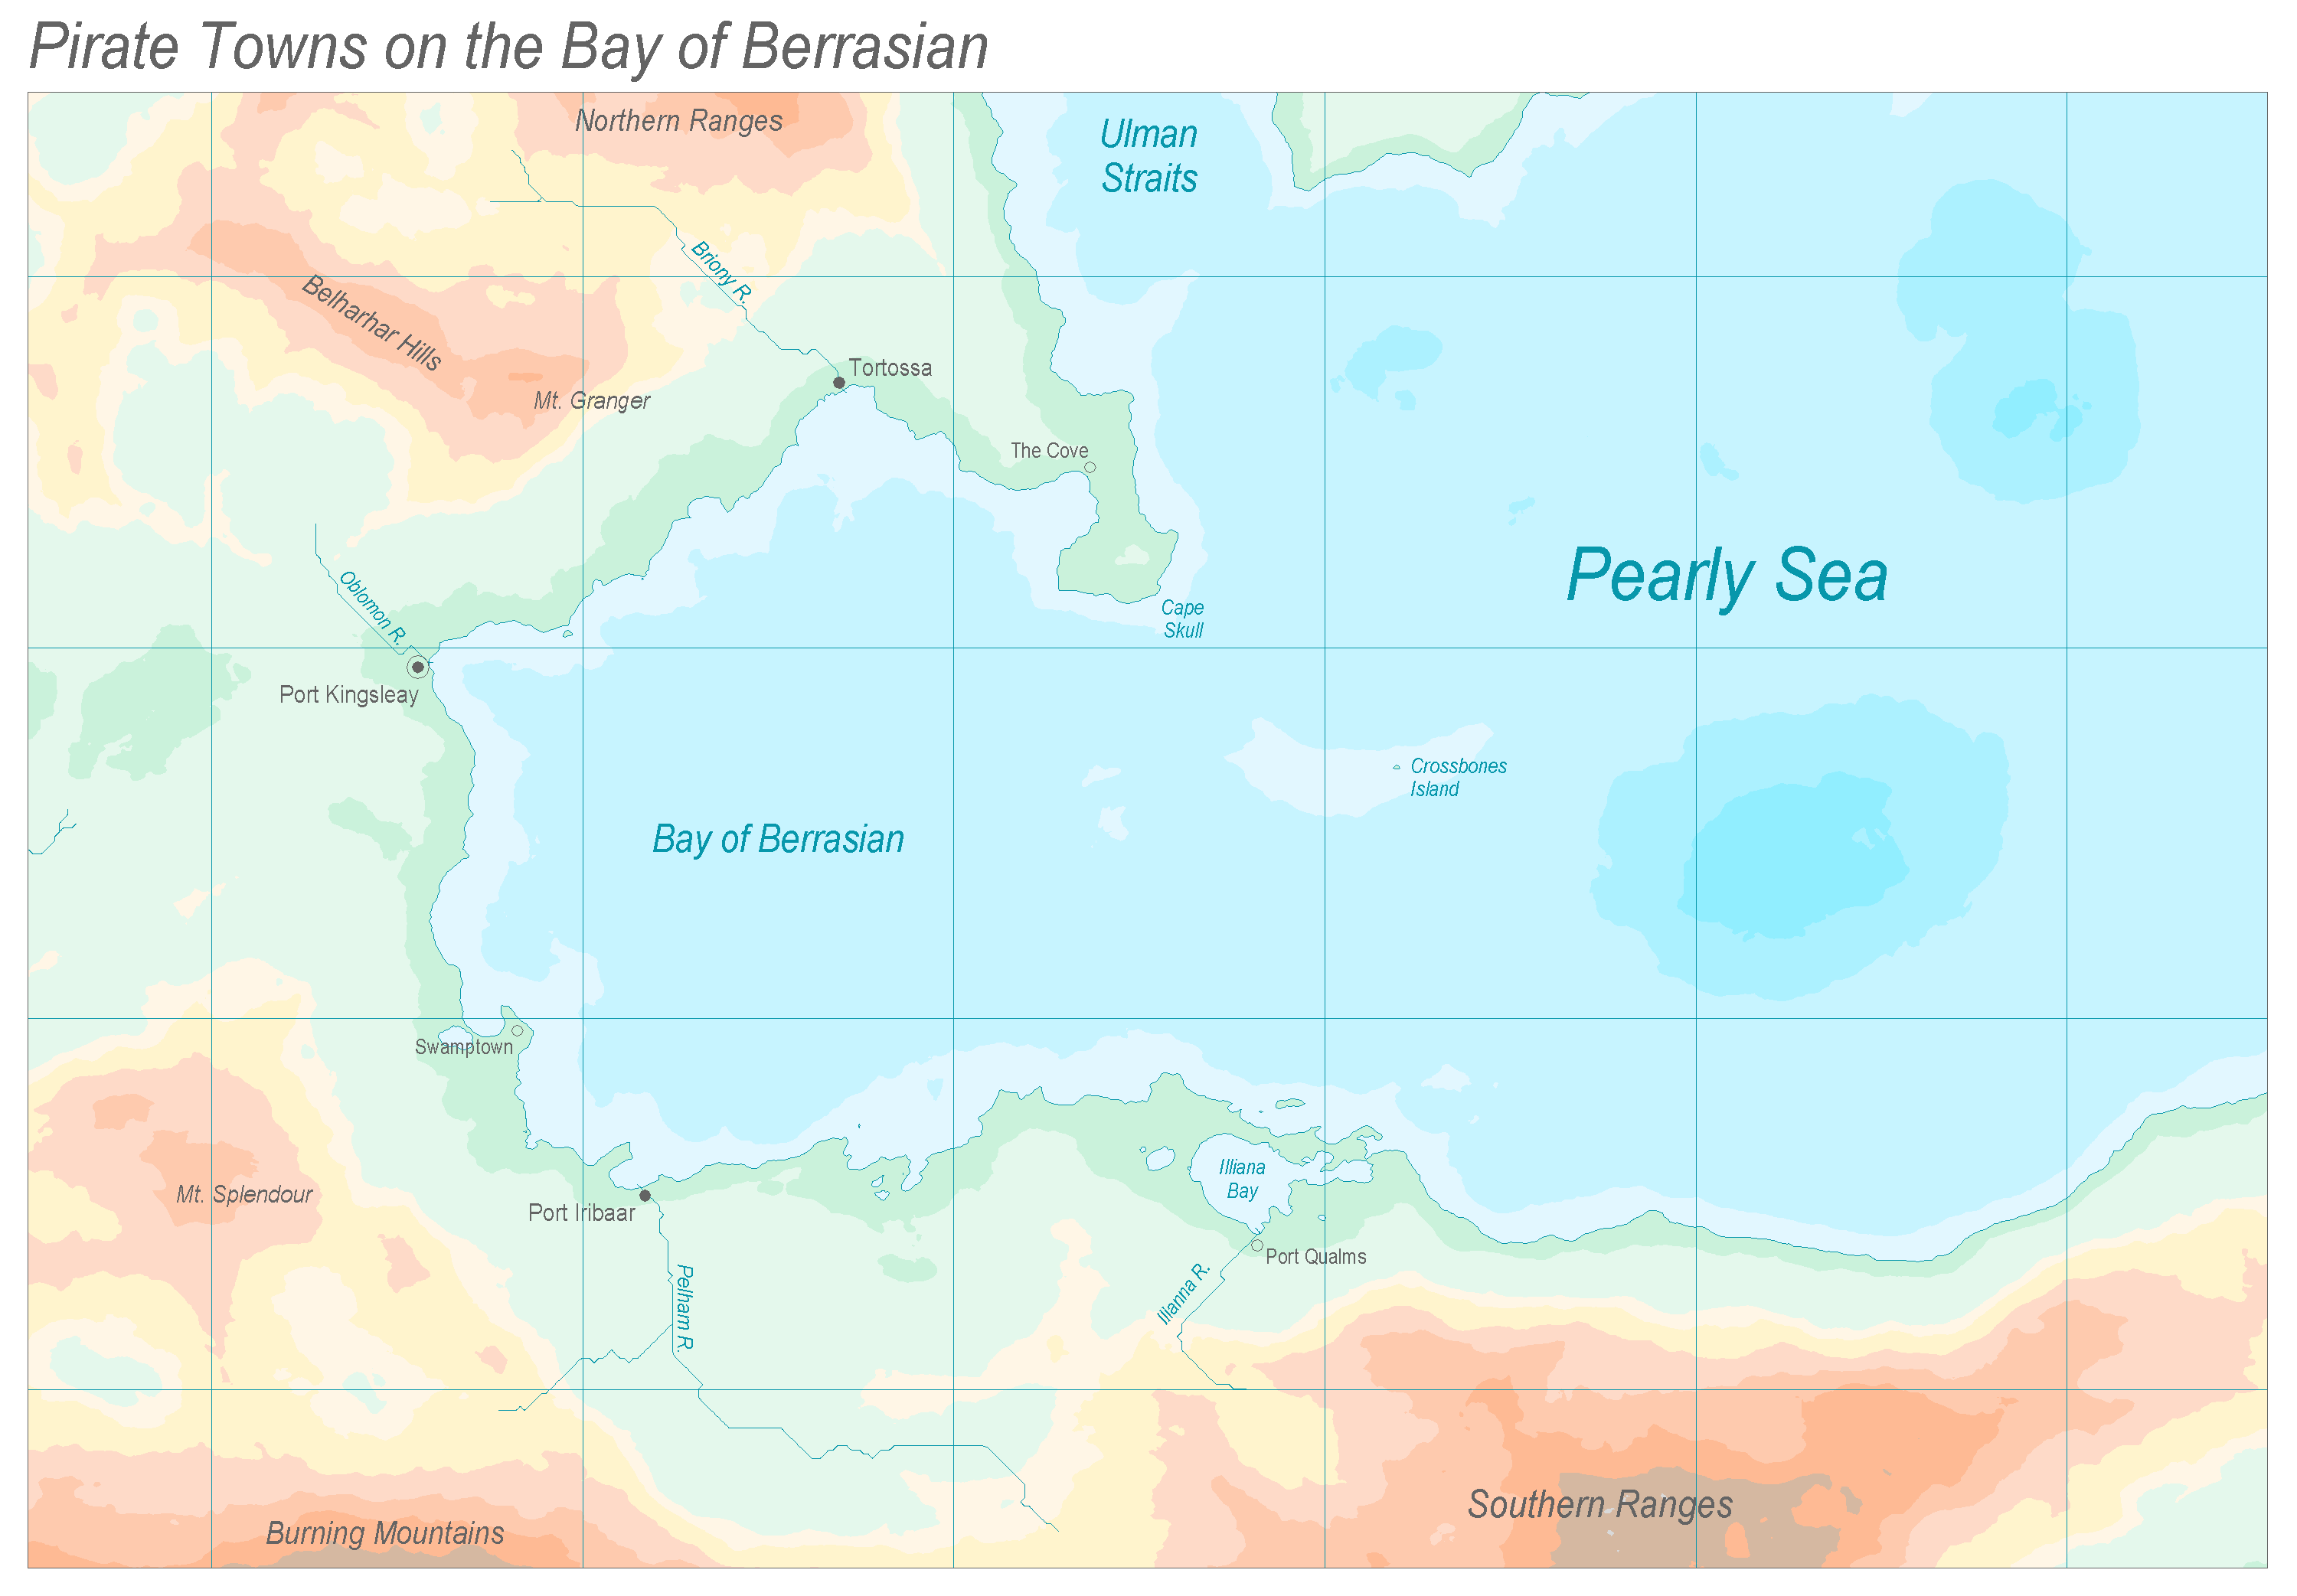 Pirate Towns on the Bay of Berrasian
Northern Ranges
Ulman
Straits
Briony R.
Belharhar Hills
Tortossa
Mt. Granger
The Cove
Pearly Sea
Oblomon R.
Cape
Skull
Port Kingsleay
Crossbones
Island
Bay of Berrasian
Swamptown
Illiana
Bay
Mt. Splendour
Port Iribaar
Port Qualms
Pelham R.
Ilianna R.
Southern Ranges
Burning Mountains